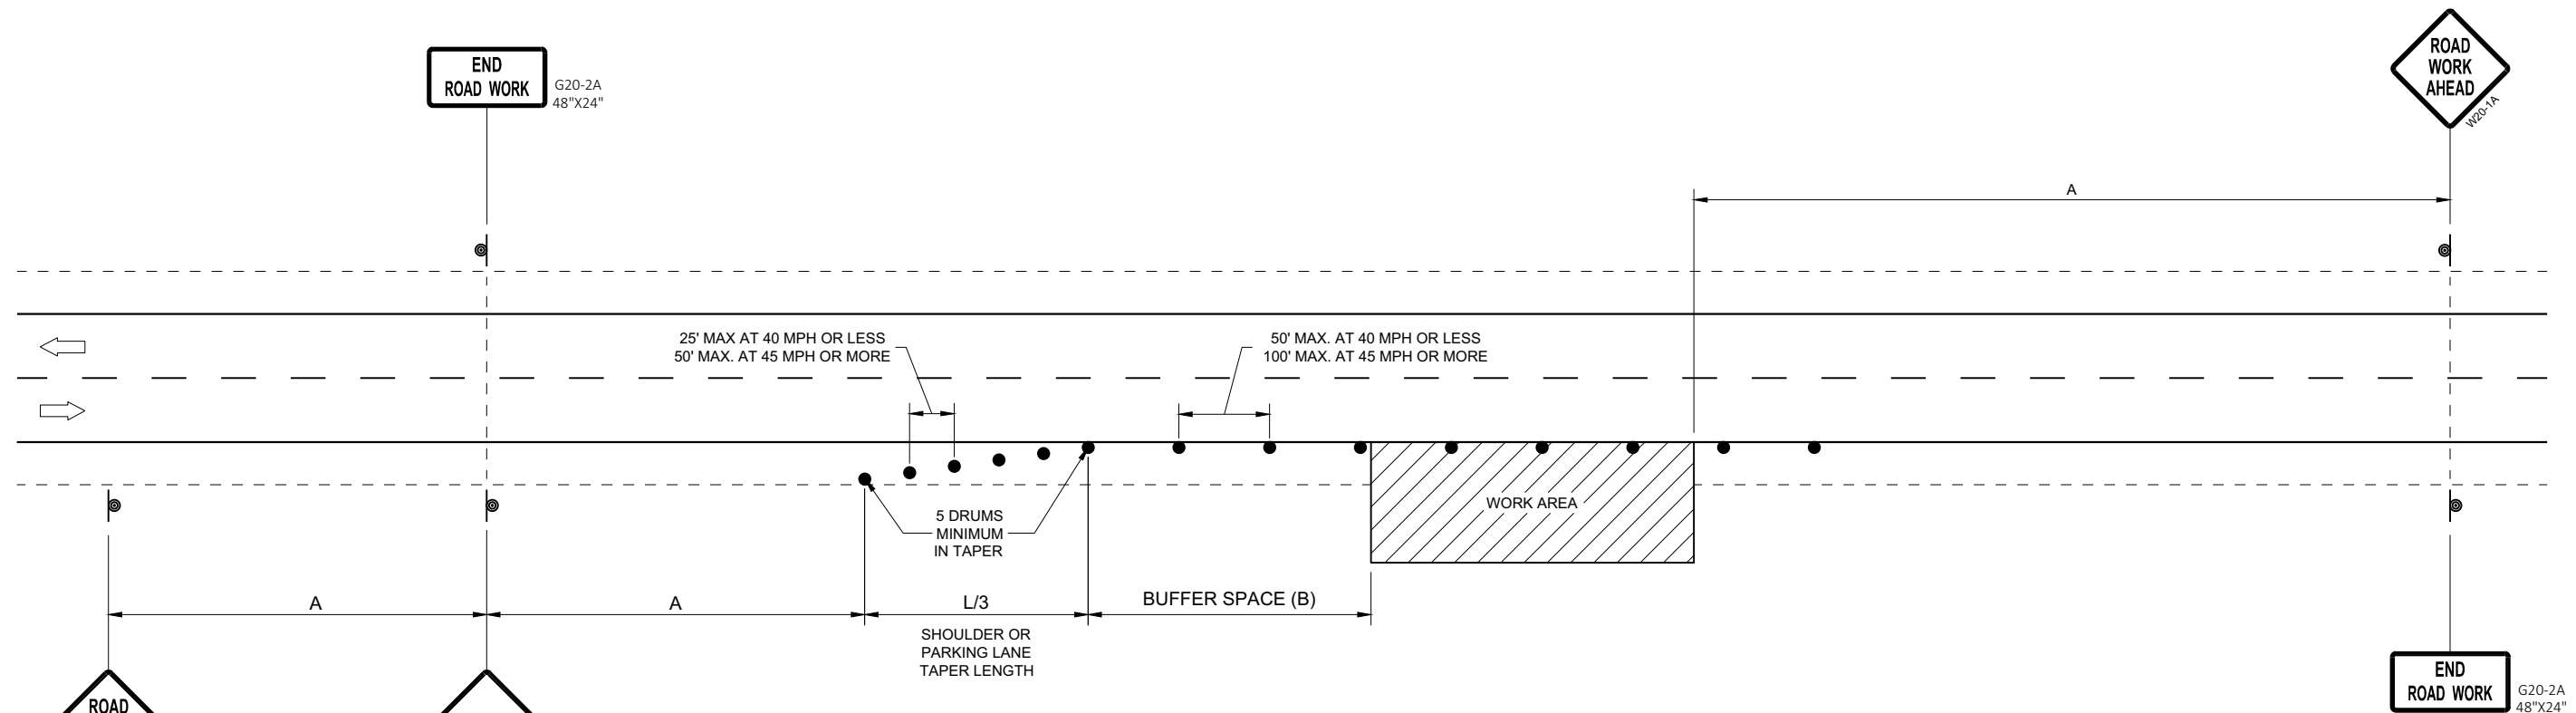 END
ROAD WORK
G20-2A
48"X24"
ROAD
WORK
AHEAD
W20-1A
A
25' MAX AT 40 MPH OR LESS
50' MAX. AT 45 MPH OR MORE
50' MAX. AT 40 MPH OR LESS
100' MAX. AT 45 MPH OR MORE
5 DRUMS
MINIMUM
IN TAPER
WORK AREA
A
A
L/3
BUFFER SPACE (B)
SHOULDER OR
PARKING LANE
TAPER LENGTH
ROAD
END
ROAD WORK
G20-2A
48"X24"